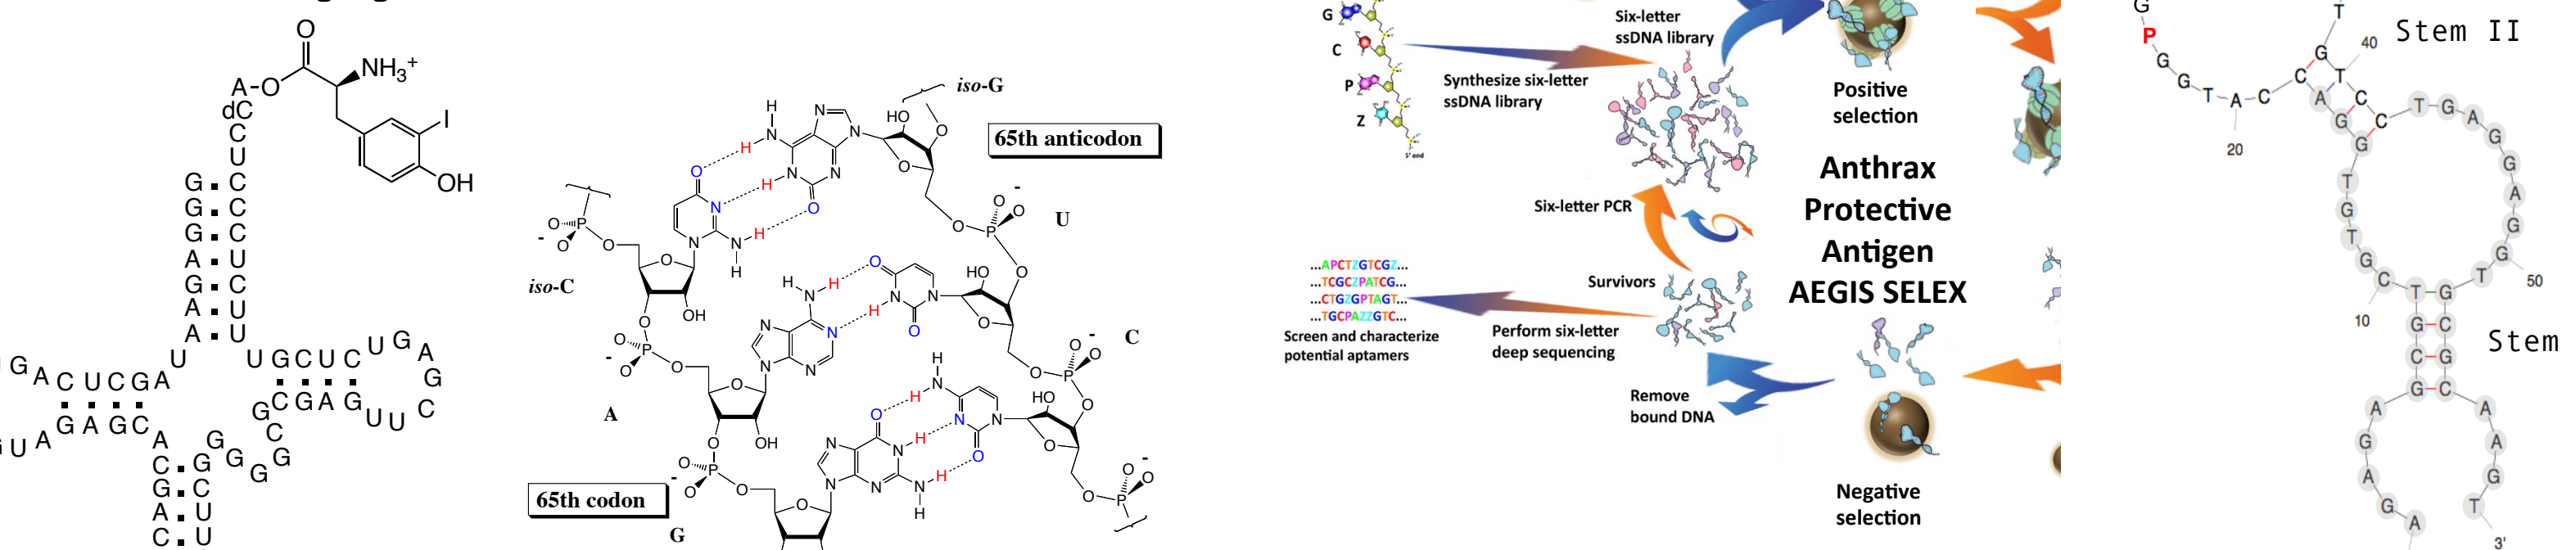 O
A-O
NH3+
dC
C
I
OH
U
G C
G C
G C
A U
G C
A U
A U
U
U G C U C U G A
G
C
U U
C G A G
G
C
G
G
G
G
G
G A C U C G A
G A G C A
G U A
C G
G C
A U
C U
iso-G
65th anticodon
iso-C
U
A
C
65th codon
G
G
C
P
Z
5' end
Six-letter
ssDNA library
Synthesize six-letter
ssDNA library
Positive
selection
Anthrax
Protective
Antigen
AEGIS SELEX
Six-letter PCR
Survivors
...APCTZGTCGZ...
...TCGCZPATCG...
...CTGZGPTAGT...
...TGCPAZZGTC...
Screen and characterize
potential aptamers
Perform six-letter
deep sequencing
Remove
bound DNA
Negative
selection
G
P
G
G
T
A
C
C
G
T
20
40
Stem II
A T
G C
G C
T G A G G A G G T
T
G
T
G
C
10
50
T G
G C
C G
G C
Stem
A
G
A
G
A
A
A
G
T
3'